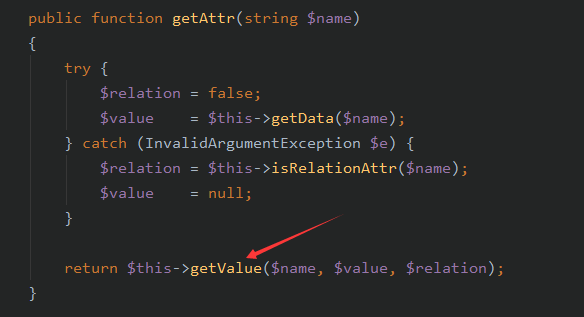 public function getAttr(string $name)
{
    try {
        $relation = false;
        $value    = $this->getData($name);
    } catch (InvalidArgumentException $e) {
        $relation = $this->isRelationAttr($name);
        $value    = null;
    }
    return $this->getValue($name, $value, $relation);
}